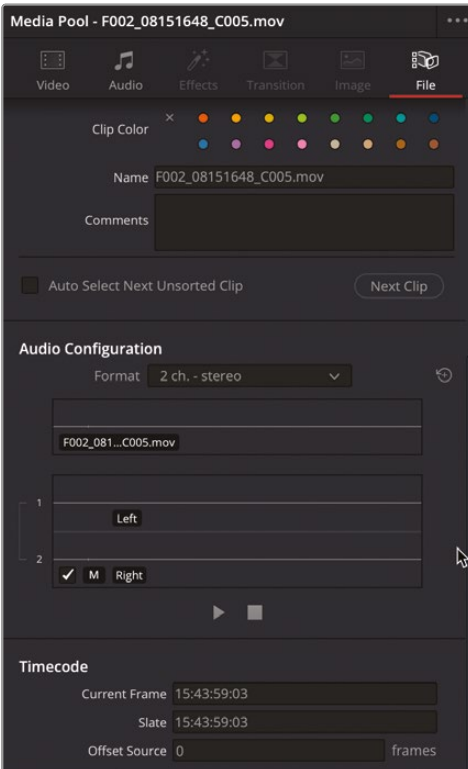 Media Pool - F002_08151648_C005.mov
Video Audio Effects Transition Image File
Clip Color
Name F002_08151648_C005.mov
Comments
Auto Select Next Unsorted Clip Next Clip
Audio Configuration
Format 2 ch. - stereo
F002_081...C005.mov
1
Left
2
M Right
Timecode
Current Frame 15:43:59:03
Slate 15:43:59:03
Offset Source 0 frames